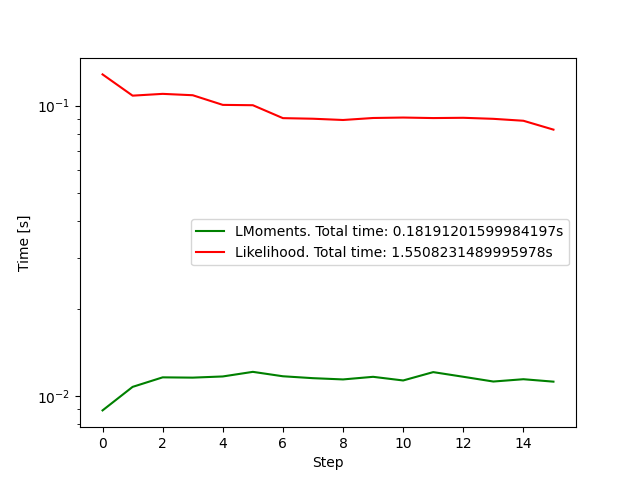 10⁻¹
Time [s]
LMoments. Total time: 0.18191201599984197s
Likelihood. Total time: 1.5508231489995978s
10⁻²
0 2 4 6 8 10 12 14
Step